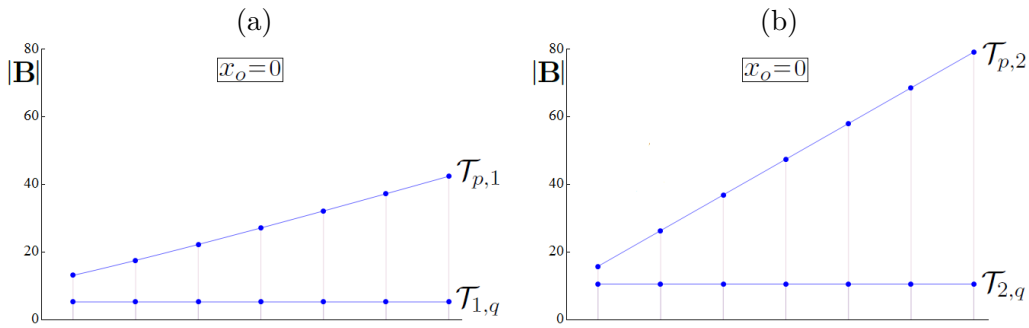 (a)
80
|B|
x_o=0
60
40
T_{p,1}
20
T_{1,q}
0
(b)
80
T_{p,2}
|B|
x_o=0
60
40
20
T_{2,q}
0